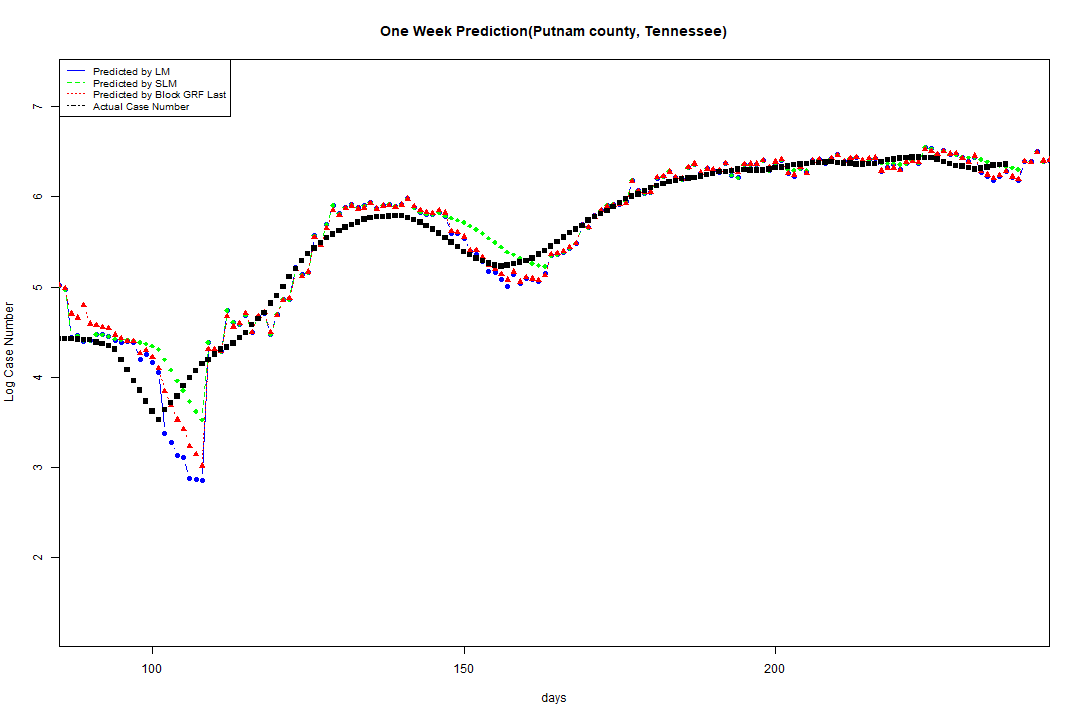 One Week Prediction(Putnam county, Tennessee)
Predicted by LM
Predicted by SLM
Predicted by Block GRF Last
Actual Case Number
7
6
5
4
3
2
Log Case Number
100 150 200
days